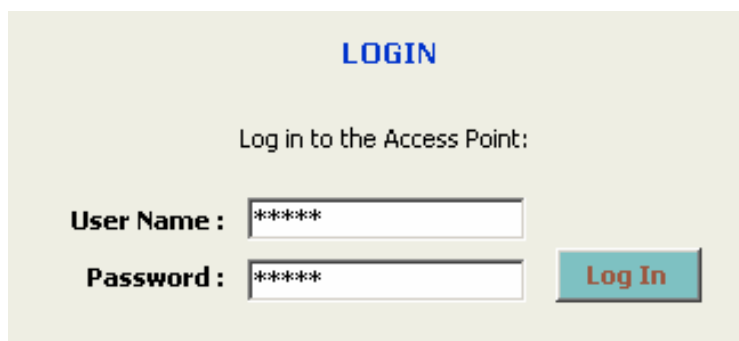 LOGIN
Log in to the Access Point:
User Name : *****
Password : *****
Log In